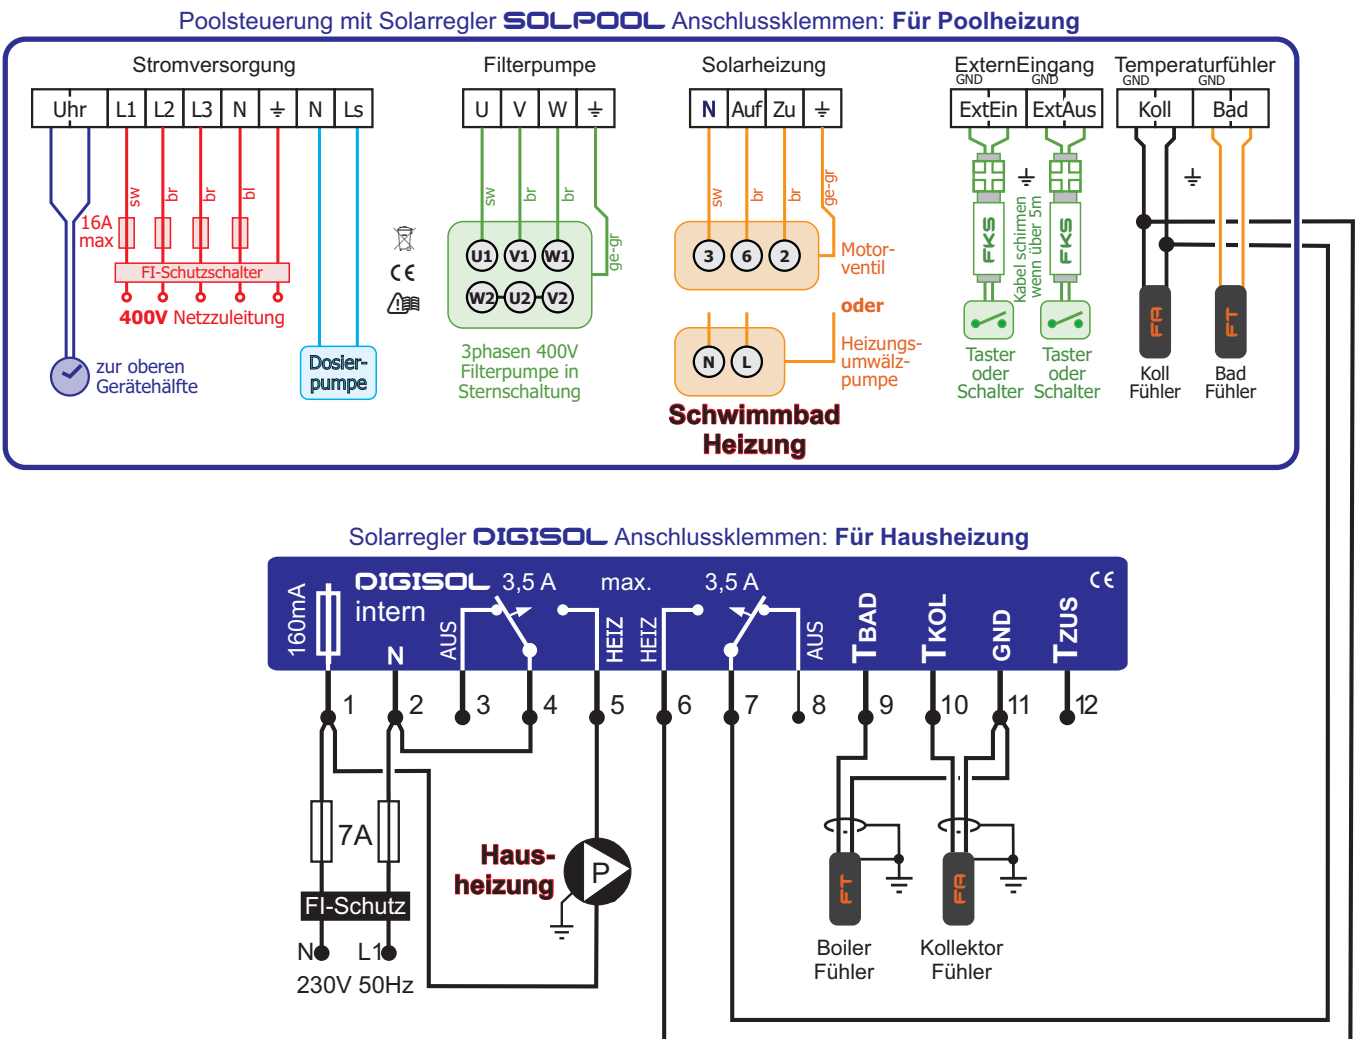 Poolsteuerung mit Solarregler SOLPOOL Anschlussklemmen: Für Poolheizung
Stromversorgung
Uhr L1 L2 L3 N N Ls
sw br br bl
16A
max
FI-Schutzschalter
400V Netzzuleitung
zur oberen
Gerätehälfte
Dosier-
pumpe
CE
Filterpumpe
U V W
sw br br ge-gr
U1 V1 W1
W2 U2 V2
3phasen 400V
Filterpumpe in
Sternschaltung
Solarheizung
N Auf Zu
sw br br ge-gr
3 6 2
Motor-
ventil
oder
N L
Heizungs-
umwälz-
pumpe
Schwimmbad
Heizung
ExternEingang
GND GND
ExtEin ExtAus
FKS FKS
Kabel schirmen
wenn über 5m
Taster
oder
Schalter
Taster
oder
Schalter
Temperaturfühler
GND GND
Koll Bad
FA FT
Koll
Fühler
Bad
Fühler
Solarregler DIGISOL Anschlussklemmen: Für Hausheizung
160mA
DIGISOL
intern
N
3,5 A max. 3,5 A
CE
AUS HEIZ HEIZ AUS
TBAD TKOL GND TZUS
1 2 3 4 5 6 7 8 9 10 11 12
7A
FI-Schutz
N L1
230V 50Hz
Haus-
heizung
P
FT FA
Boiler
Fühler
Kollektor
Fühler